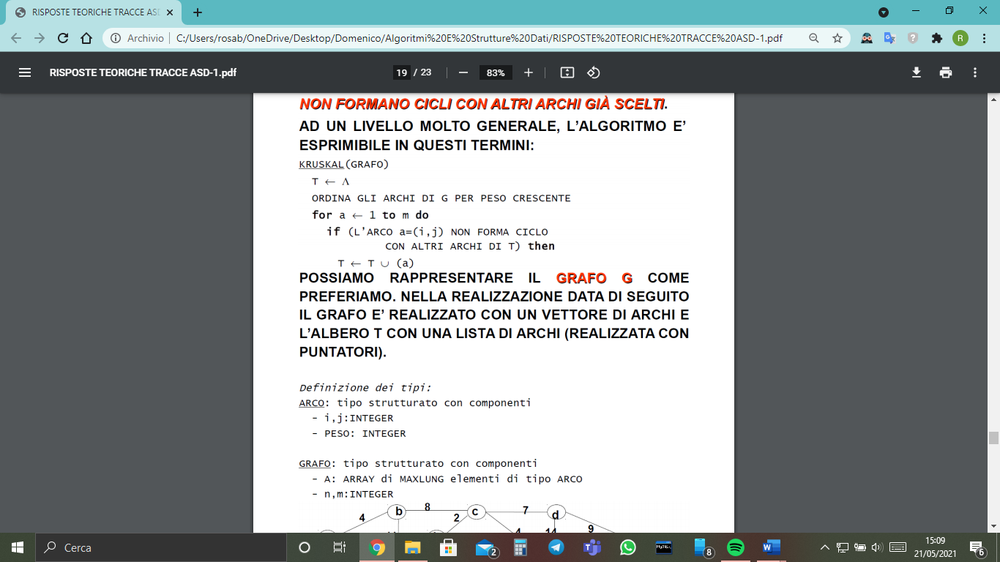 RISPOSTE TEORICHE TRACCE ASD
Archivio
C:/Users/rosab/OneDrive/Desktop/Domenico/Algoritmi%20E%20Strutture%20Dati/RISPOSTE%20TEORICHE%20TRACCE%20ASD-1.pdf
R
RISPOSTE TEORICHE TRACCE ASD-1.pdf
19 / 23
83%
NON FORMANO CICLI CON ALTRI ARCHI GIÀ SCELTI.
AD UN LIVELLO MOLTO GENERALE, L’ALGORITMO E’
ESPRIMIBILE IN QUESTI TERMINI:
KRUSKAL(GRAFO)
T ← Λ
ORDINA GLI ARCHI DI G PER PESO CRESCENTE
for a ← 1 to m do
if (L’ARCO a=(i,j) NON FORMA CICLO
CON ALTRI ARCHI DI T) then
T ← T ∪ (a)
POSSIAMO RAPPRESENTARE IL GRAFO G COME
PREFERIAMO. NELLA REALIZZAZIONE DATA DI SEGUITO
IL GRAFO E’ REALIZZATO CON UN VETTORE DI ARCHI E
L’ALBERO T CON UNA LISTA DI ARCHI (REALIZZATA CON
PUNTATORI).
Definizione dei tipi:
ARCO: tipo strutturato con componenti
– i,j:INTEGER
– PESO: INTEGER
GRAFO: tipo strutturato con componenti
– A: ARRAY di MAXLUNG elementi di tipo ARCO
– n,m:INTEGER
4 b 8 2 c 7 d 9
4 14
Cerca
2
MySQL
8
W
15:09
21/05/2021
6